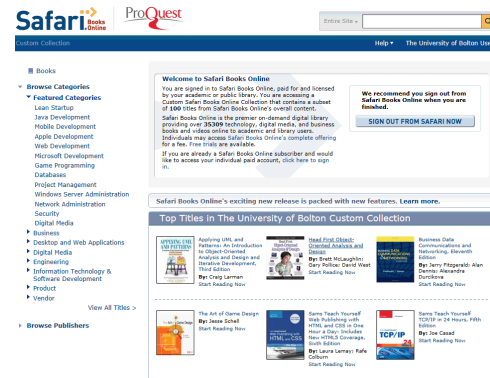 Safari Books Online
ProQuest
Entire Site
Custom Collection
Help
The University of Bolton Use
Books
Browse Categories
Featured Categories
Lean Startup
Java Development
Mobile Development
Apple Development
Web Development
Microsoft Development
Game Programming
Databases
Project Management
Windows Server Administration
Network Administration
Security
Digital Media
Business
Desktop and Web Applications
Digital Media
Engineering
Information Technology &
Software Development
Product
Vendor
View All Titles >
Browse Publishers
Welcome to Safari Books Online
You are signed in to Safari Books Online, paid for and licensed
by your academic or public library. You are accessing a
Custom Safari Books Online Collection that contains a subset
of 100 titles from Safari Books Online's overall content.
Safari Books Online is the premier on-demand digital library
providing over 35309 technology, digital media, and business
books and videos online to academic and library users.
Individuals may access Safari Books Online's complete offering
for a fee. Free trials are available.
If you are already a Safari Books Online subscriber and would
like to access your individual paid account, click here to sign
in.
We recommend you sign out from
Safari Books Online when you are
finished.
SIGN OUT FROM SAFARI NOW
Safari Books Online's exciting new release is packed with new features. Learn more.
Top Titles in The University of Bolton Custom Collection
APPLYING UML
AND PATTERNS
Applying UML and
Patterns: An Introduction
to Object-Oriented
Analysis and Design and
Iterative Development,
Third Edition
By: Craig Larman
Start Reading Now
Head First Object-
Oriented Analysis and
Design
By: Brett McLaughlin;
Gary Pollice; David West
Start Reading Now
Business Data
Communications and
Networking, Eleventh
Edition
By: Jerry Fitzgerald; Alan
Dennis; Alexandra
Durcikova
Start Reading Now
The Art of Game Design
By: Jesse Schell
Start Reading Now
HTML and CSS
Sams Teach Yourself
Web Publishing with
HTML and CSS in One
Hour a Day: Includes
New HTML5 Coverage,
Sixth Edition
By: Laura Lemay; Rafe
Colburn
Start Reading Now
TCP/IP
24
Sams Teach Yourself
TCP/IP in 24 Hours, Fifth
Edition
By: Joe Casad
Start Reading Now